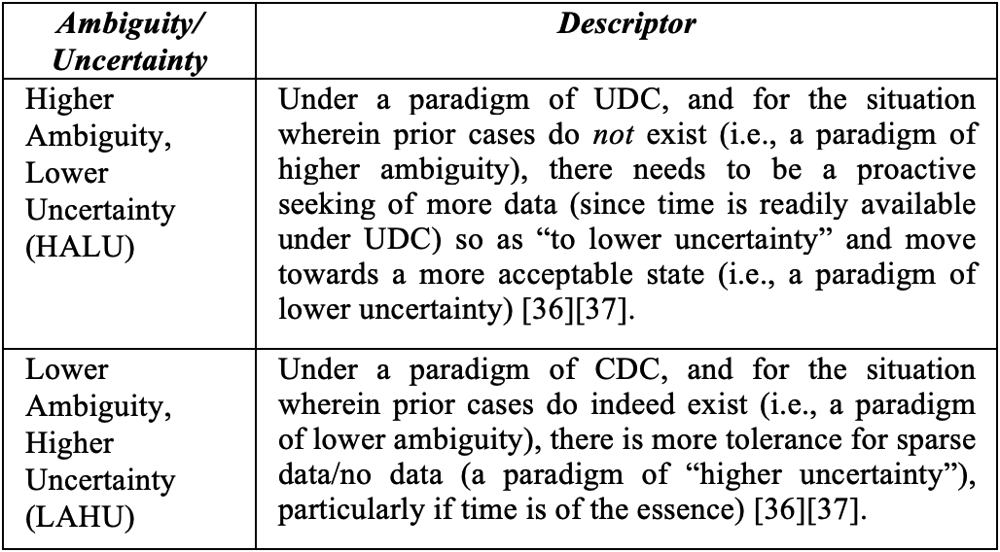 Ambiguity/
Uncertainty
Descriptor
Higher
Ambiguity,
Lower
Uncertainty
(HALU)
Under a paradigm of UDC, and for the situation
wherein prior cases do not exist (i.e., a paradigm of
higher ambiguity), there needs to be a proactive
seeking of more data (since time is readily available
under UDC) so as “to lower uncertainty” and move
towards a more acceptable state (i.e., a paradigm of
lower uncertainty) [36][37].
Lower
Ambiguity,
Higher
Uncertainty
(LAHU)
Under a paradigm of CDC, and for the situation
wherein prior cases do indeed exist (i.e., a paradigm
of lower ambiguity), there is more tolerance for sparse
data/no data (a paradigm of “higher uncertainty”),
particularly if time is of the essence) [36][37].